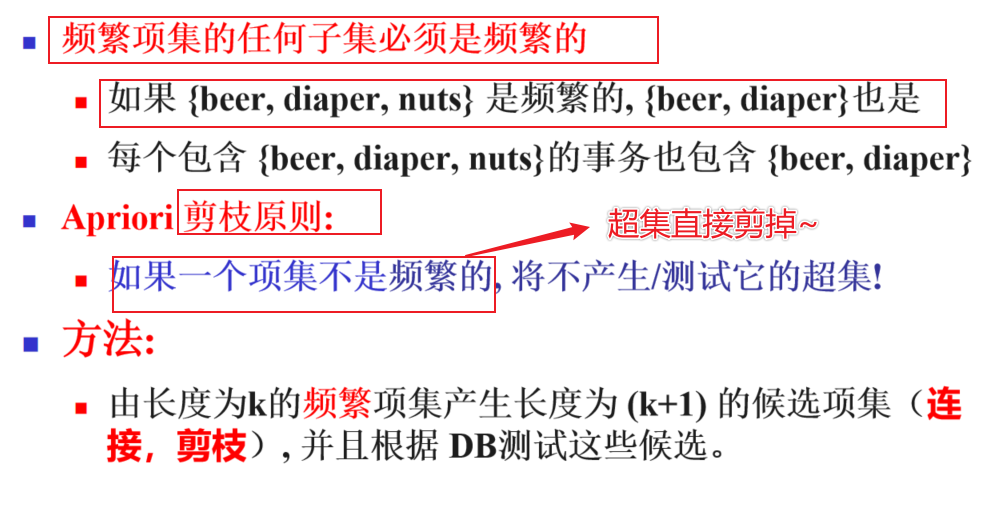 频繁项集的任何子集必须是频繁的
如果 {beer, diaper, nuts} 是频繁的, {beer, diaper}也是
每个包含 {beer, diaper, nuts}的事务也包含 {beer, diaper}
Apriori 剪枝原则:
超集直接剪掉~
如果一个项集不是频繁的, 将不产生/测试它的超集!
方法:
由长度为k的频繁项集产生长度为 (k+1) 的候选项集（连
接，剪枝）, 并且根据 DB测试这些候选。